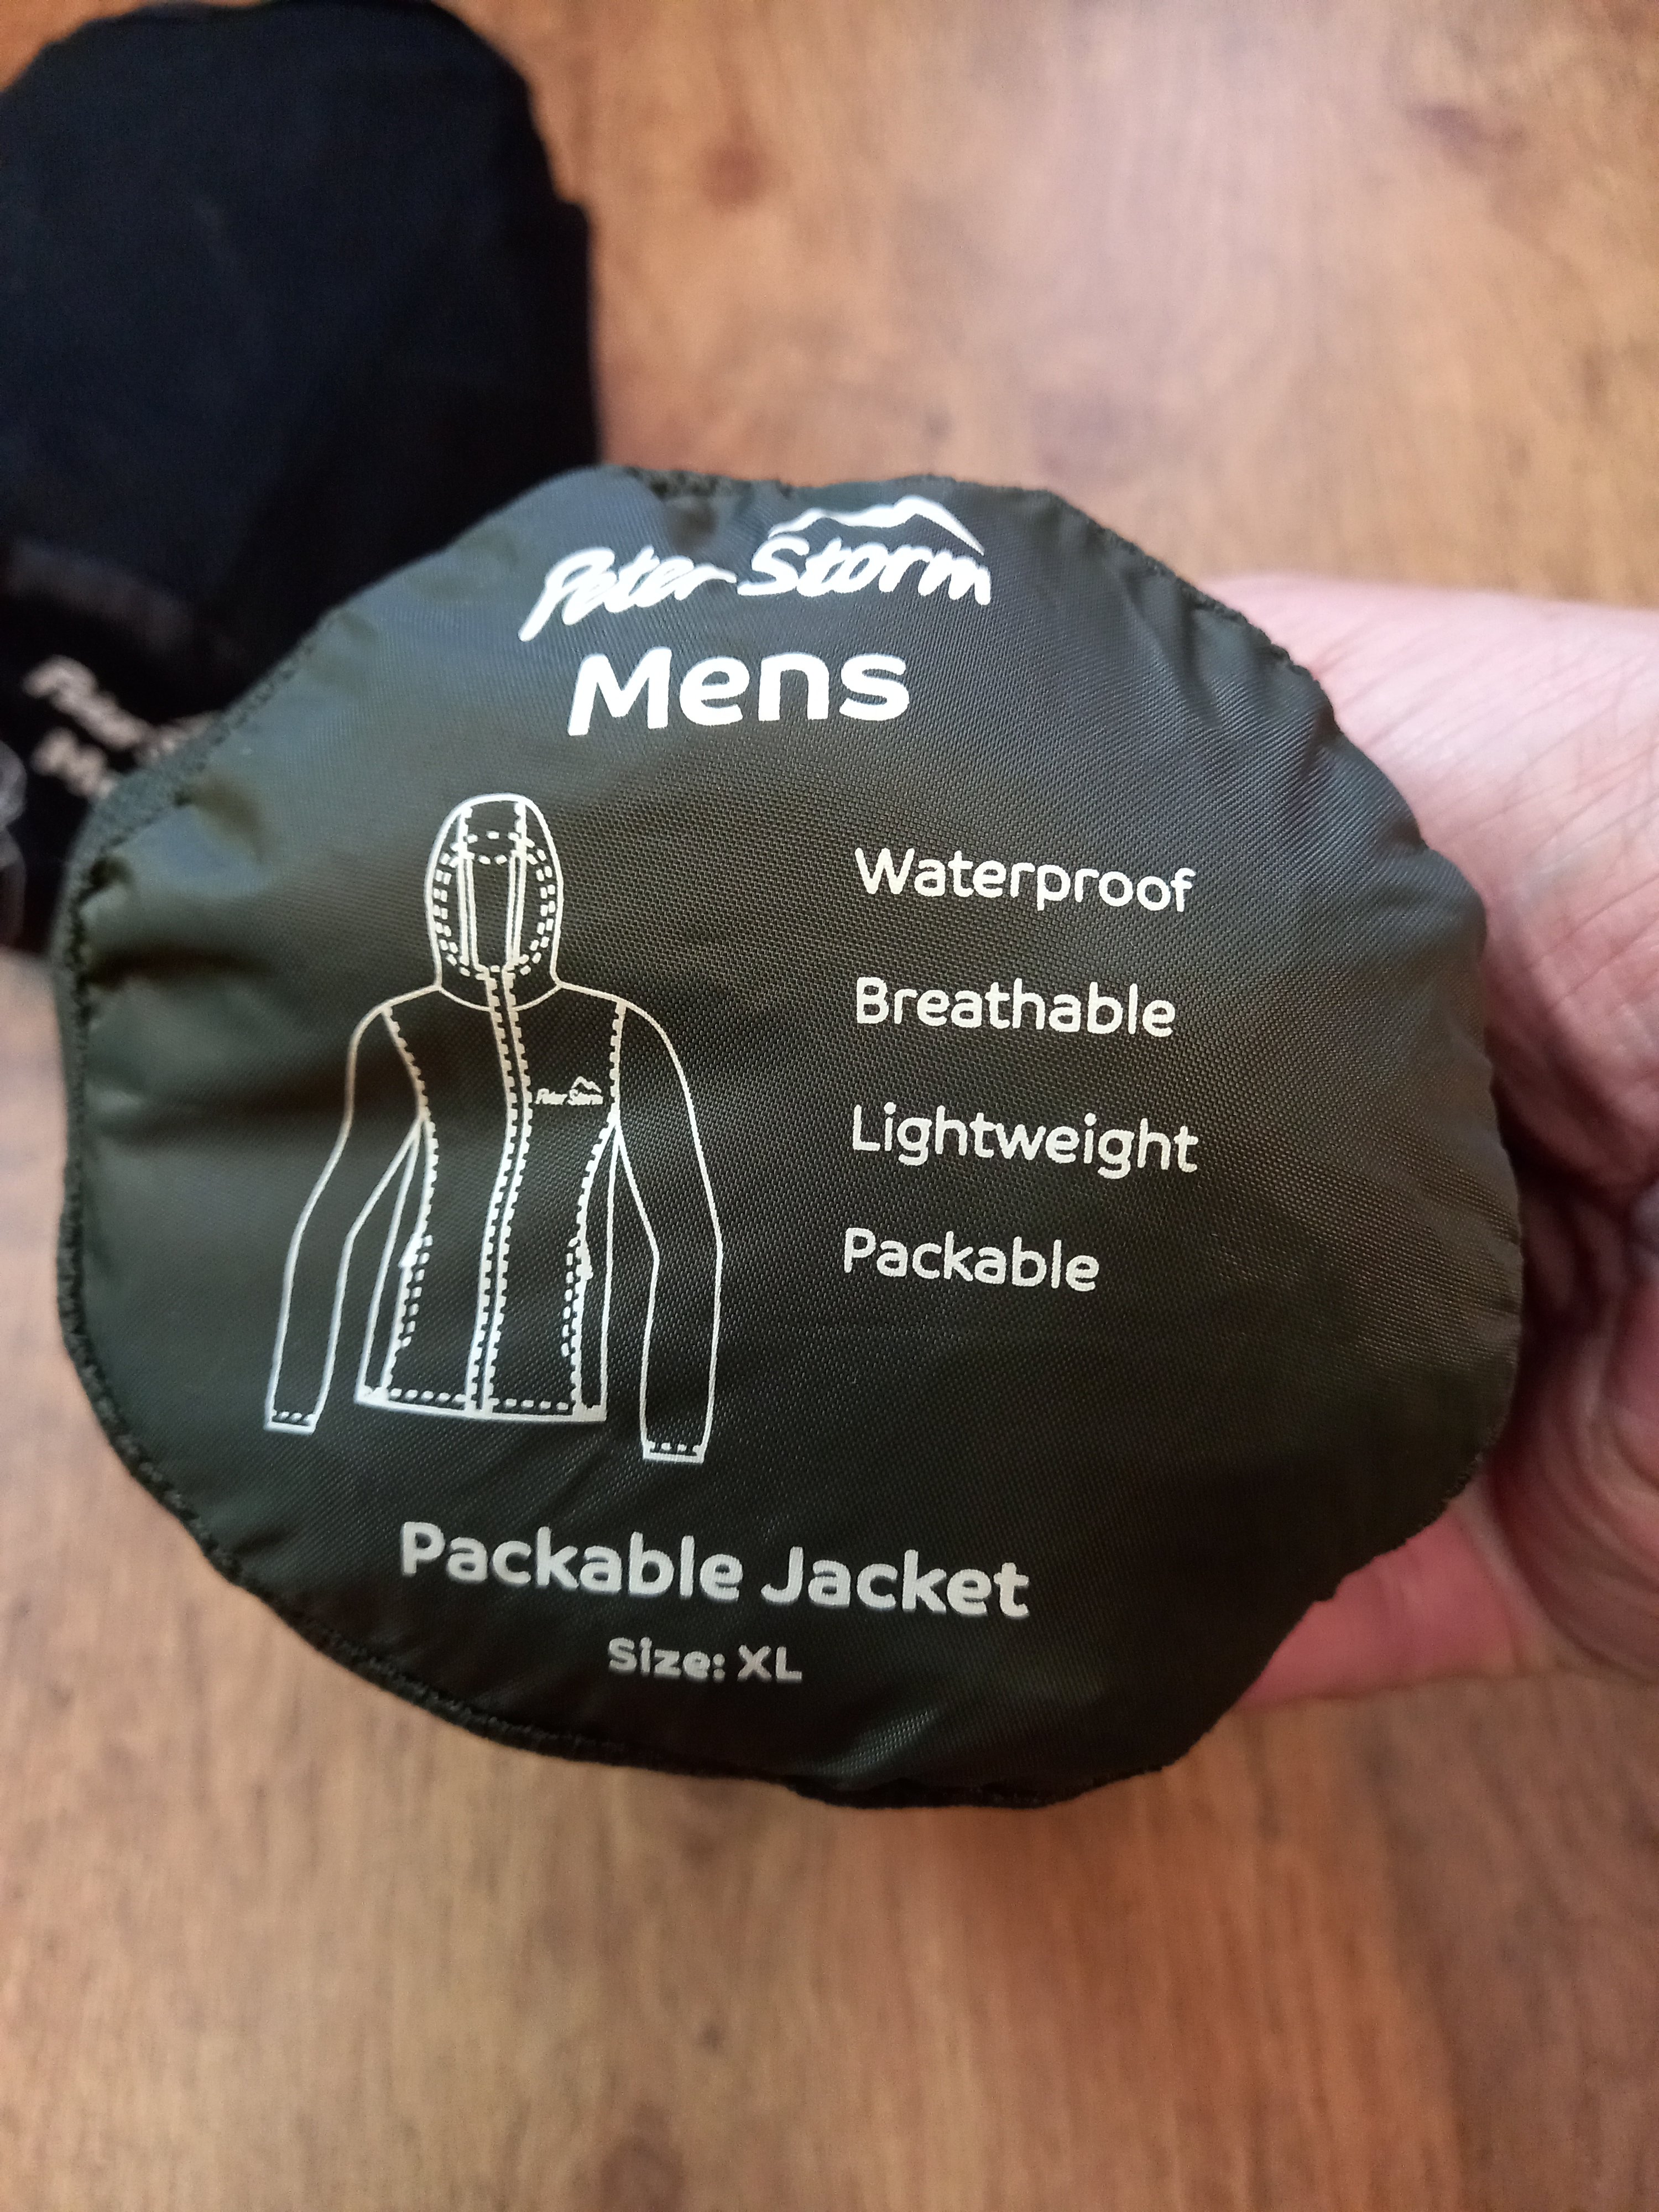 Peter Storm
Mens
Waterproof
Breathable
Lightweight
Packable
Peter Storm
Packable Jacket
Size: XL